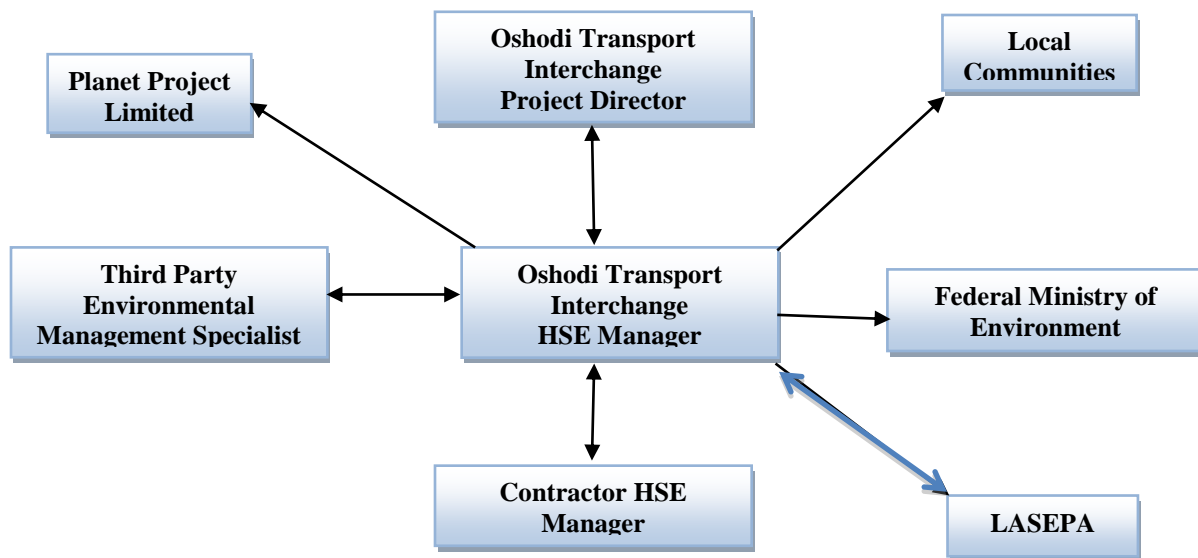 Planet Project
Limited
Oshodi Transport
Interchange
Project Director
Local
Communities
Third Party
Environmental
Management Specialist
Oshodi Transport
Interchange
HSE Manager
Federal Ministry of
Environment
Contractor HSE
Manager
LASEPA